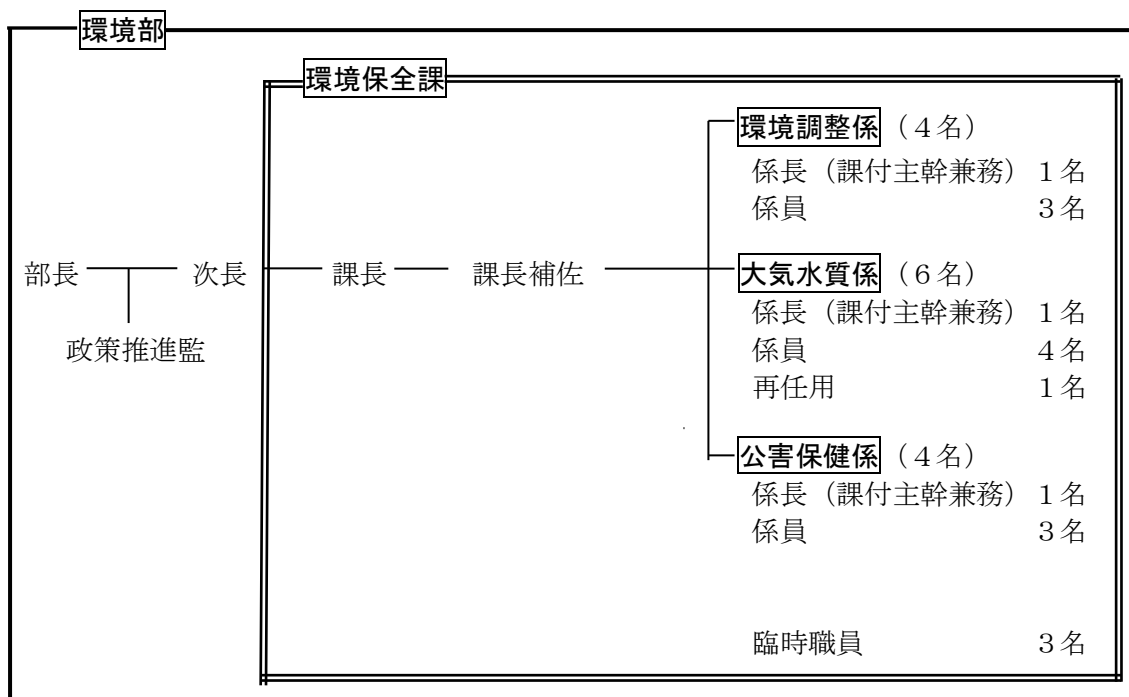 環境部
環境保全課
環境調整係（４名）
係長（課付主幹兼務）１名
係員　３名
部長　次長　課長　課長補佐　大気水質係（６名）
係長（課付主幹兼務）１名
政策推進監　係員　４名
再任用　１名
公害保健係（４名）
係長（課付主幹兼務）１名
係員　３名
臨時職員　３名